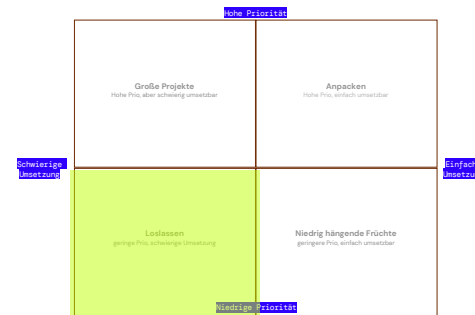 Hohe Priorität
Große Projekte
Hohe Prio, aber schwierig umsetzbar
Anpacken
Hohe Prio, einfach umsetzbar
Schwierige
Umsetzung
Einfach
Umsetzu
Loslassen
geringe Prio, schwierige Umsetzung
Niedrig hängende Früchte
geringere Prio, einfach umsetzbar
Niedrige Priorität